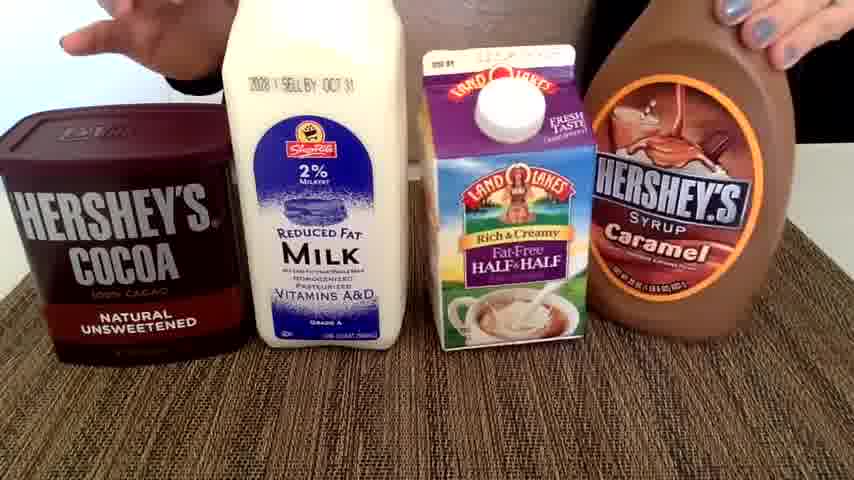 HERSHEY'S
COCOA
100% CACAO
NATURAL
UNSWEETENED
SELL BY OCT 31
ShopRite
2%
MILKFAT
REDUCED FAT
MILK
HOMOGENIZED
PASTEURIZED
VITAMINS A&D
GRADE A
LAND O LAKES
FRESH
TASTE
LAND O LAKES
Rich & Creamy
Fat-Free
HALF & HALF
HERSHEY'S
SYRUP
Caramel